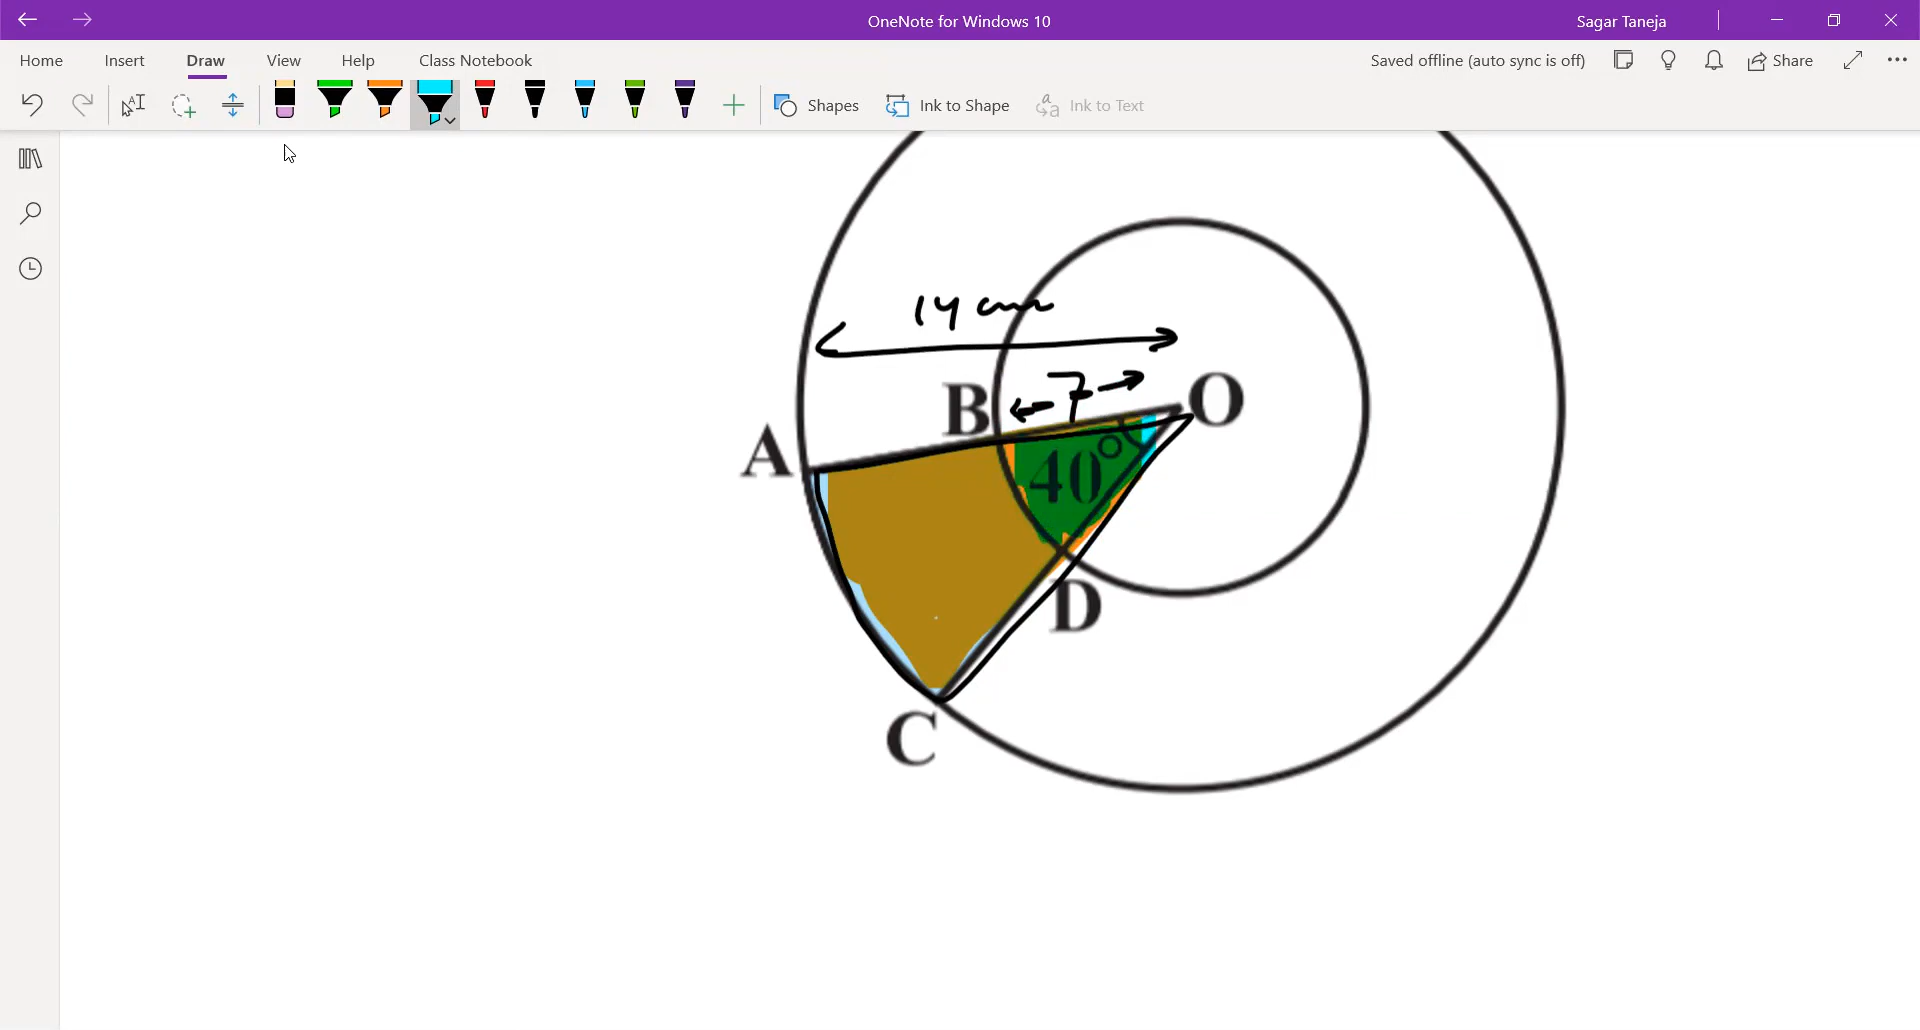 OneNote for Windows 10
Sagar Taneja
Home Insert Draw View Help Class Notebook
Saved offline (auto sync is off) Share
Shapes Ink to Shape Ink to Text
14 cm
7
B O
A
40°
D
C